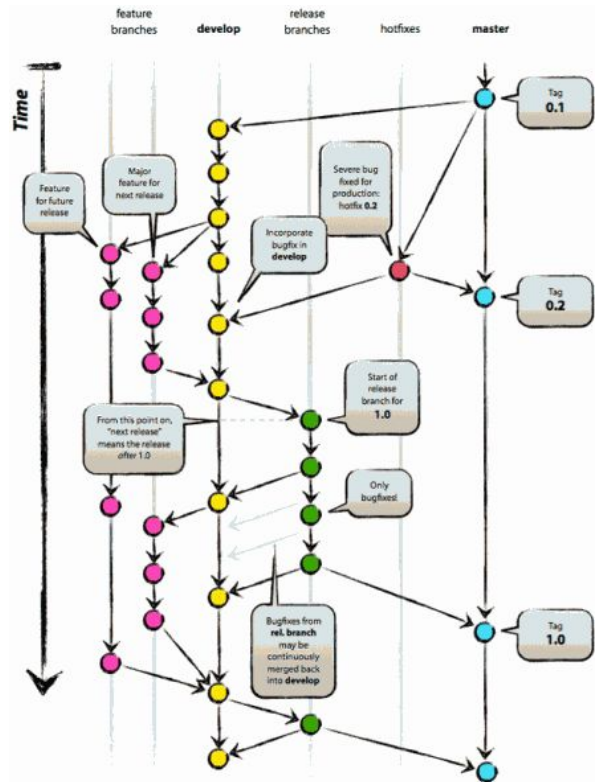 feature
branches
develop
release
branches
hotfixes
master
Time
Tag
0.1
Major
feature for
next release
Feature
for future
release
Severe bug
fixed for
production:
hotfix 0.2
Incorporate
bugfix in
develop
Tag
0.2
Start of
release
branch for
1.0
From this point on,
"next release"
means the release
after 1.0
Only
bugfixes!
Bugfixes from
rel. branch
may be
continuously
merged back
into develop
Tag
1.0